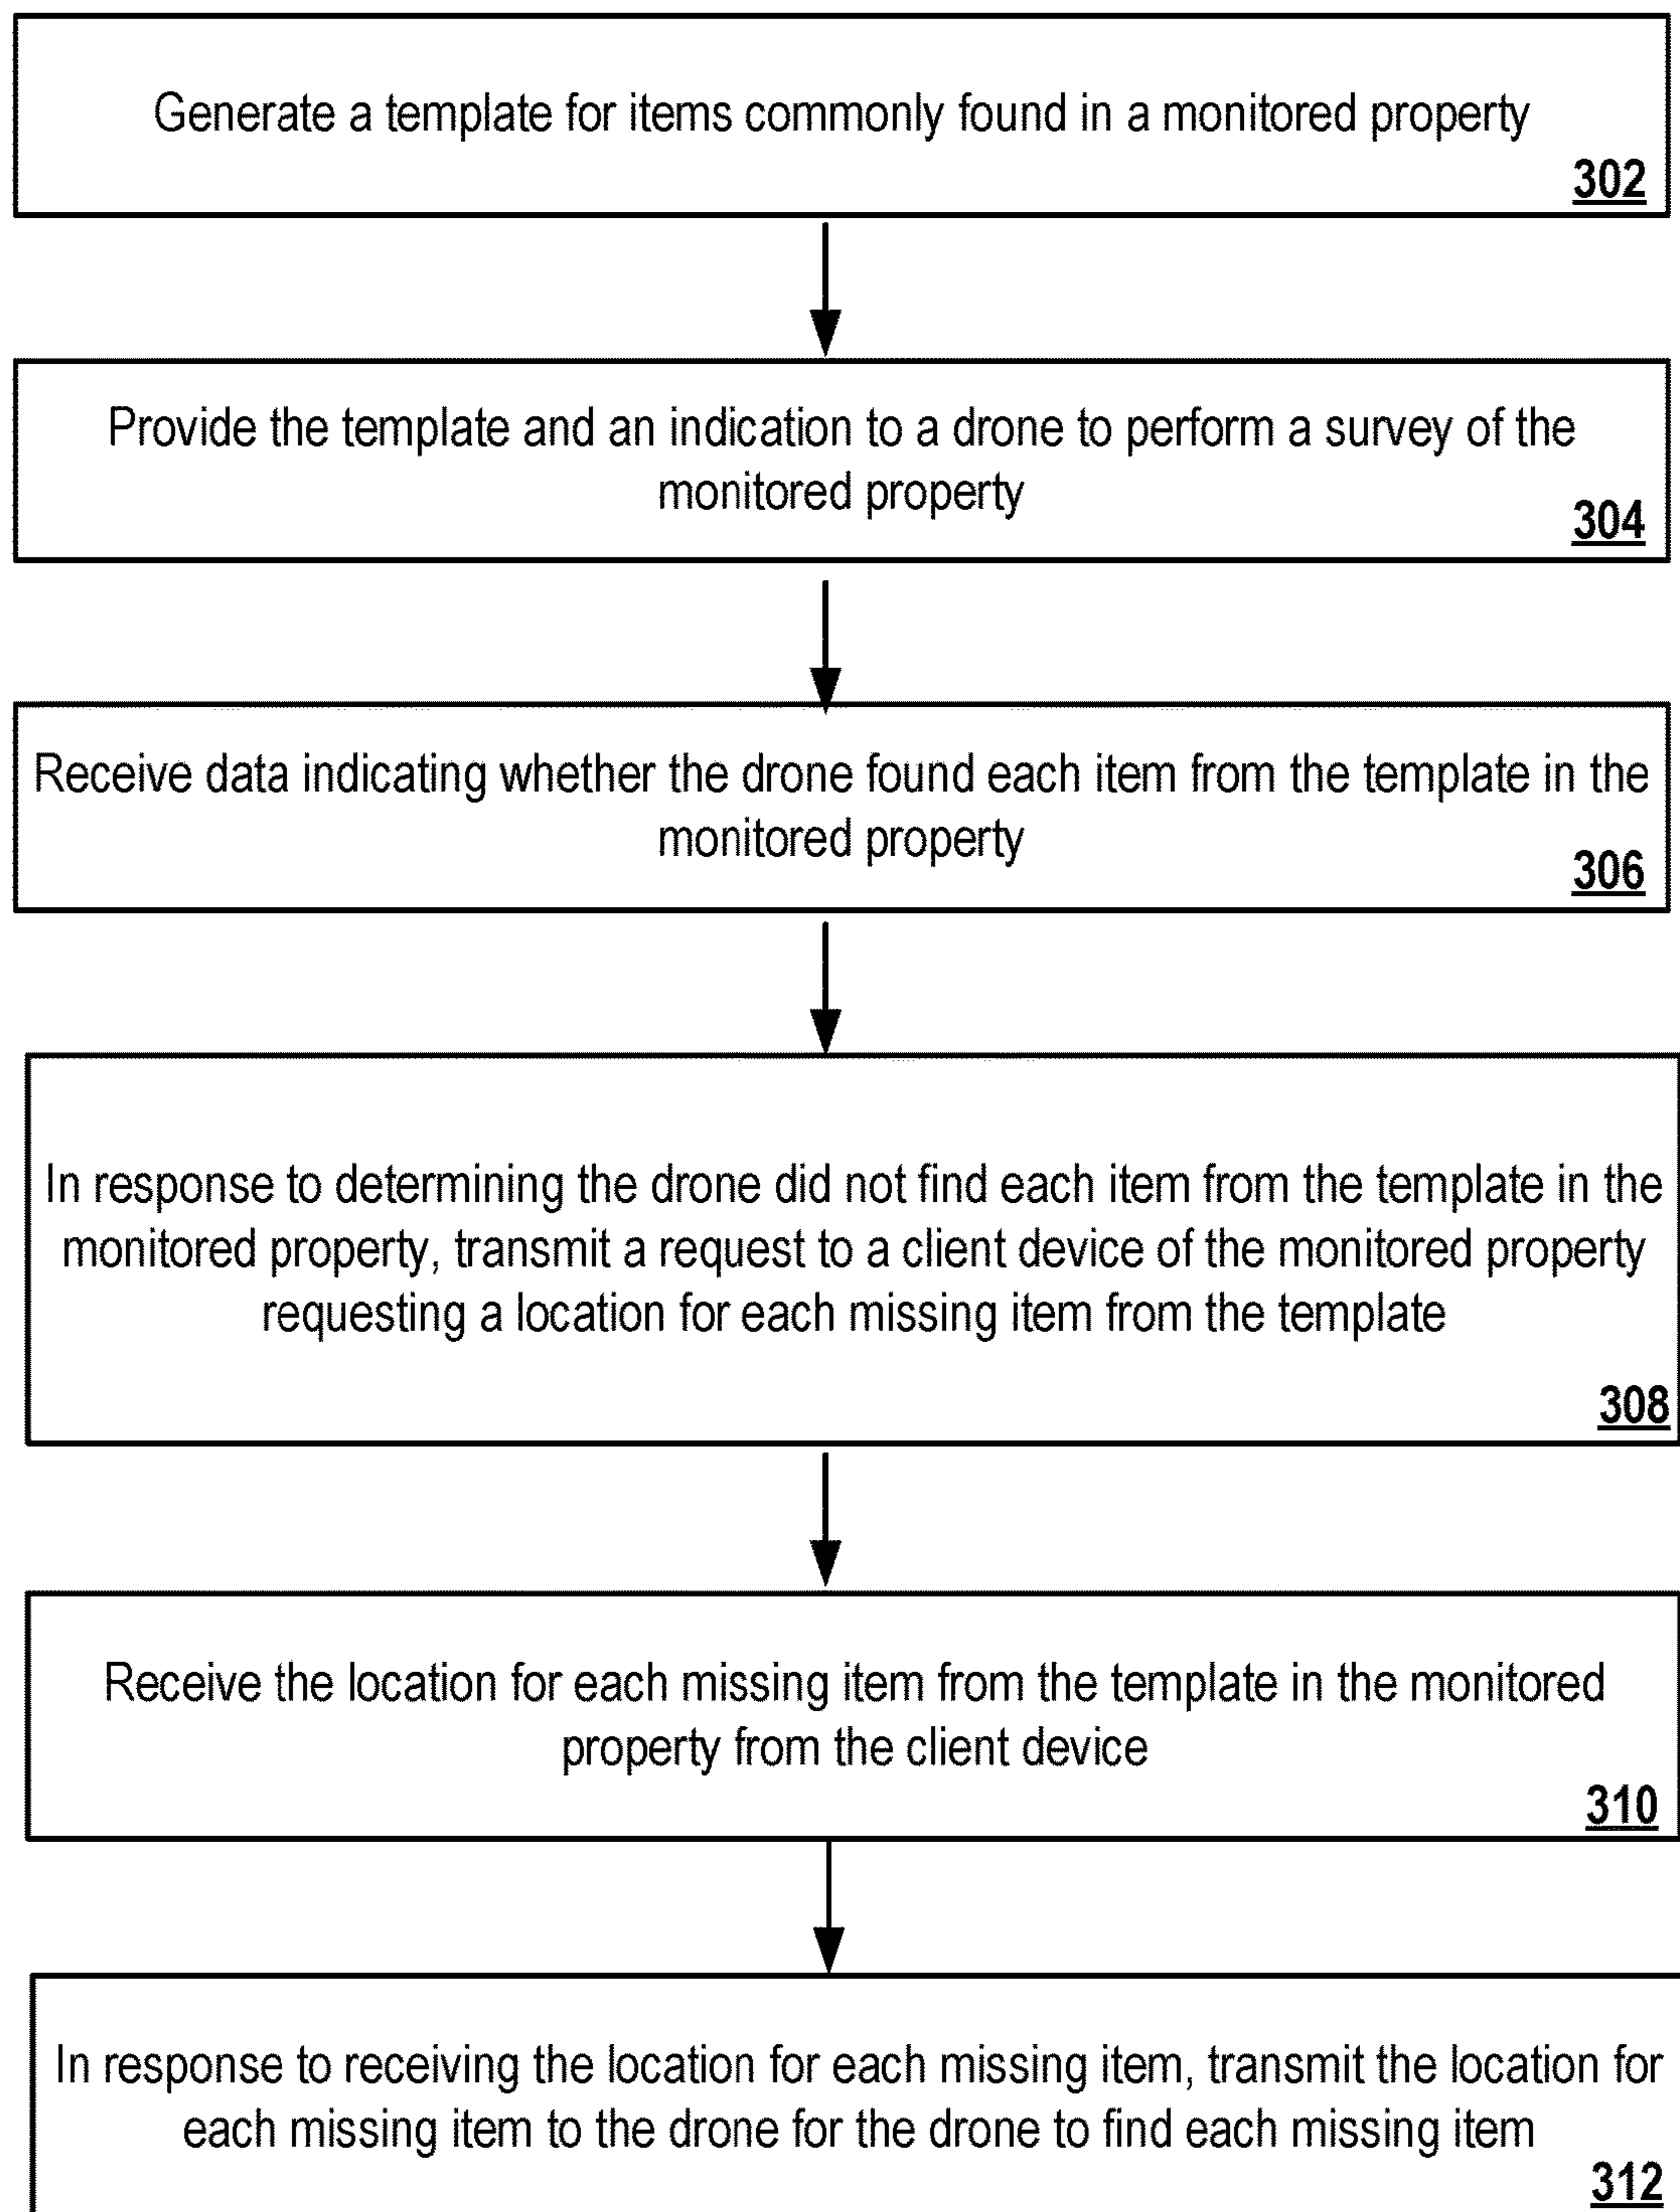 Generate a template for items commonly found in a monitored property
302
Provide the template and an indication to a drone to perform a survey of the
monitored property
304
Receive data indicating whether the drone found each item from the template in the
monitored property
306
In response to determining the drone did not find each item from the template in the
monitored property, transmit a request to a client device of the monitored property
requesting a location for each missing item from the template
308
Receive the location for each missing item from the template in the monitored
property from the client device
310
In response to receiving the location for each missing item, transmit the location for
each missing item to the drone for the drone to find each missing item
312